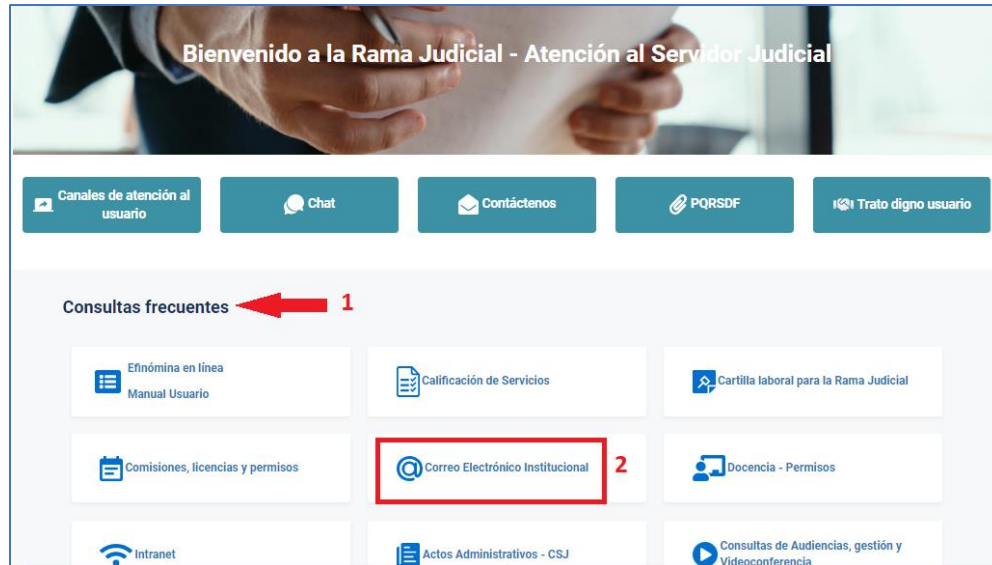 Bienvenido a la Rama Judicial - Atención al Servidor Judicial
Canales de atención al
usuario
Chat
Contáctenos
PQRSDF
Trato digno usuario
Consultas frecuentes
1
Efinómina en línea
Manual Usuario
Calificación de Servicios
Cartilla laboral para la Rama Judicial
Comisiones, licencias y permisos
Correo Electrónico Institucional
2
Docencia - Permisos
Intranet
Actos Administrativos - CSJ
Consultas de Audiencias, gestión y
Videoconferencia